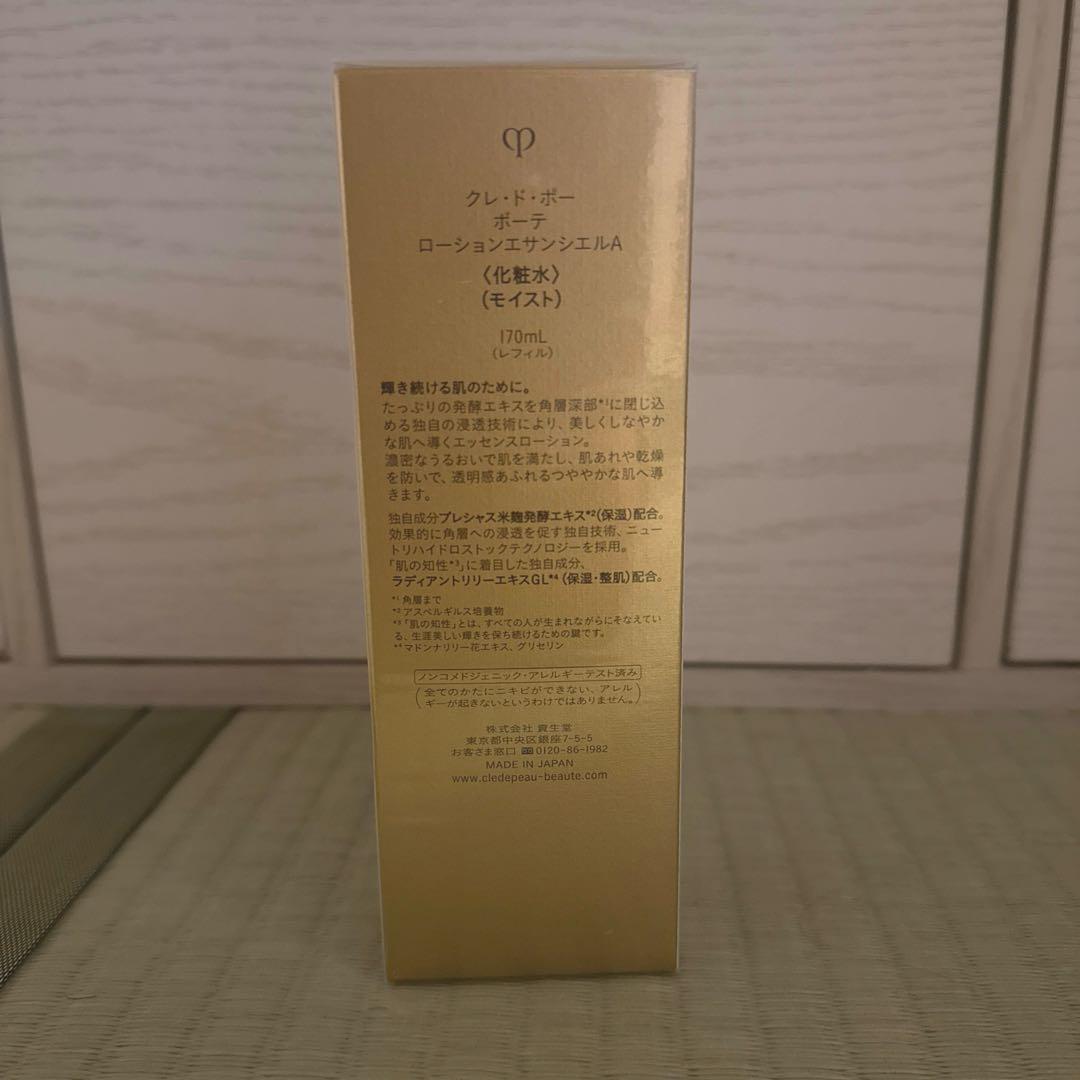 クレ・ド・ポー
ボーテ
ローションエサンシエルA
〈化粧水〉
(モイスト)
170mL
(レフィル)
輝き続ける肌のために。
たっぷりの発酵エキスを角層深部*1に閉じ込
める独自の浸透技術により、美しくしなやか
な肌へ導くエッセンスローション。
濃密なうるおいで肌を満たし、肌あれや乾燥
を防いで、透明感あふれるつややかな肌へ導
きます。
独自成分プレシャス米麹発酵エキス*2(保湿)配合。
効果的に角層への浸透を促す独自技術、ニュー
トリハイドロストックテクノロジーを採用。
「肌の知性*3」に着目した独自成分、
ラディアントリリーエキスGL*4(保湿・整肌)配合。
*1 角層まで
*2 アスペルギルス培養物
*3「肌の知性」とは、すべての人が生まれながらにそなえてい
る、生涯美しい輝きを保ち続けるための鍵です。
*4 マドンナリリー花エキス、グリセリン
ノンコメドジェニック・アレルギーテスト済み
(全てのかたにニキビができない、アレル
ギーが起きないというわけではありません。)
株式会社 資生堂
東京都中央区銀座7-5-5
お客さま窓口 0120-86-1982
MADE IN JAPAN
www.cledepeau-beaute.com